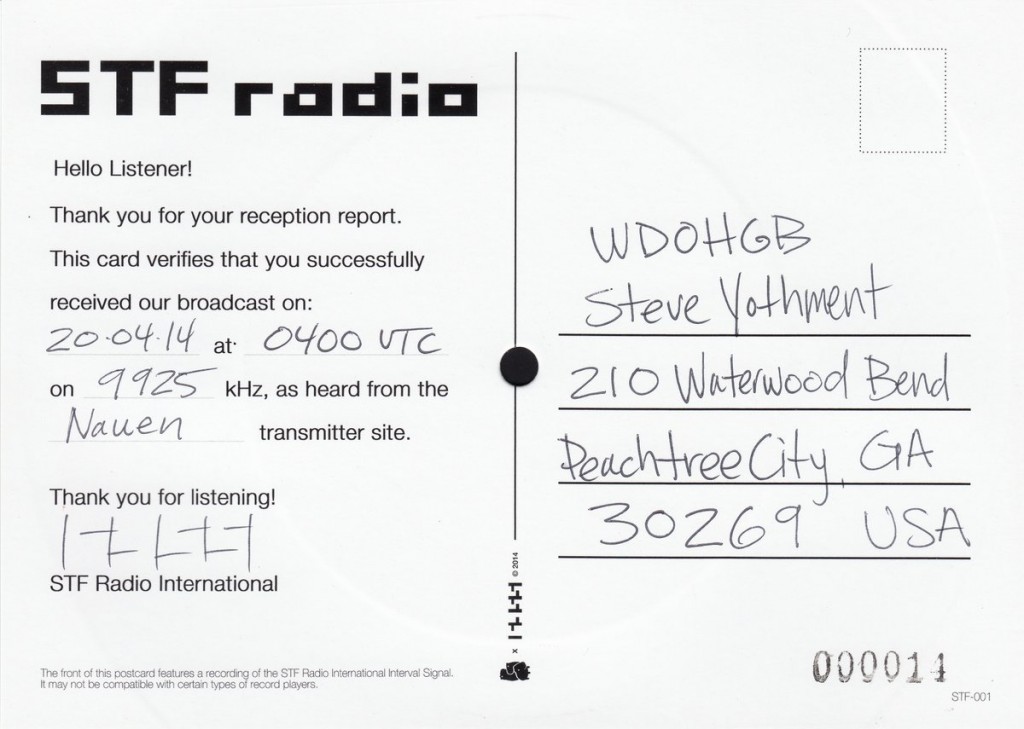 STF radio
Hello Listener!
Thank you for your reception report.
This card verifies that you successfully
received our broadcast on:
20.04.14 at 0400 UTC
on 9925 kHz, as heard from the
Nauen transmitter site.
Thank you for listening!
STF Radio International
The front of this postcard features a recording of the STF Radio International Interval Signal.
It may not be compatible with certain types of record players.
x
© 2014
WD0HGB
Steve Yothment
210 Waterwood Bend
Peachtree City, GA
30269 USA
000014
STF-001